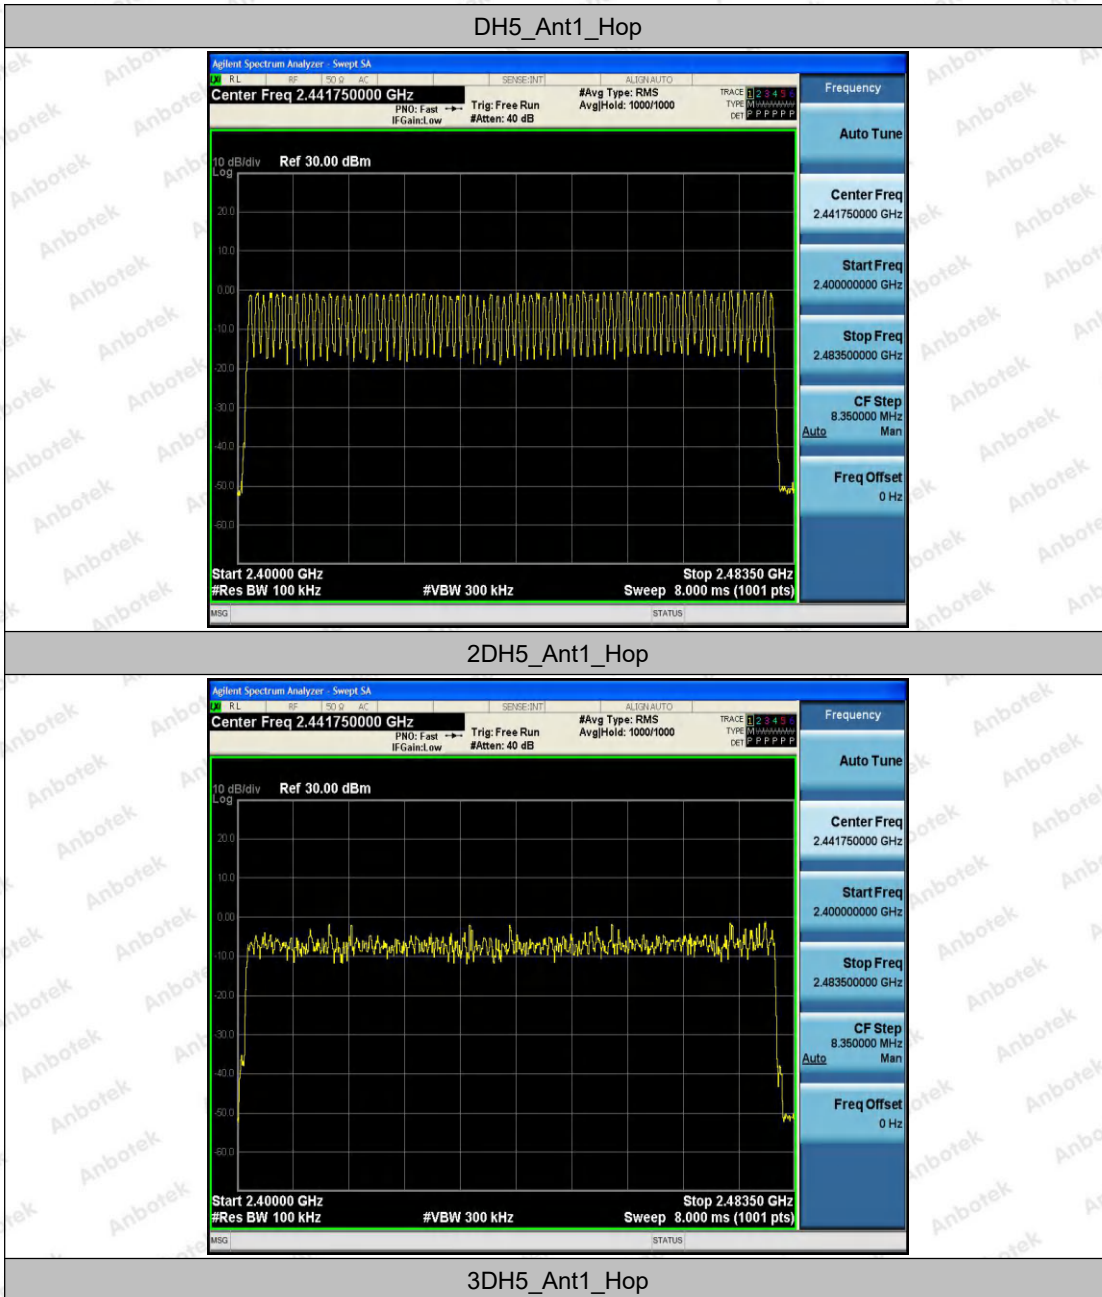 DH5_Ant1_Hop
Agilent Spectrum Analyzer - Swept SA
RL RF 50 Ω AC SENSE:INT ALIGN AUTO
Center Freq 2.441750000 GHz
PNO: Fast
IFGain:Low
Trig: Free Run
#Atten: 40 dB
#Avg Type: RMS
Avg|Hold: 1000/1000
TRACE 1 2 3 4 5 6
TYPE M
DET P P P P P P
Frequency
Auto Tune
10 dB/div Ref 30.00 dBm
Log
20.0
10.0
0.00
-10.0
-20.0
-30.0
-40.0
-50.0
-60.0
Center Freq
2.441750000 GHz
Start Freq
2.400000000 GHz
Stop Freq
2.483500000 GHz
CF Step
8.350000 MHz
Auto Man
Freq Offset
0 Hz
Start 2.40000 GHz Stop 2.48350 GHz
#Res BW 100 kHz #VBW 300 kHz Sweep 8.000 ms (1001 pts)
MSG STATUS
2DH5_Ant1_Hop
Agilent Spectrum Analyzer - Swept SA
RL RF 50 Ω AC SENSE:INT ALIGN AUTO
Center Freq 2.441750000 GHz
PNO: Fast
IFGain:Low
Trig: Free Run
#Atten: 40 dB
#Avg Type: RMS
Avg|Hold: 1000/1000
TRACE 1 2 3 4 5 6
TYPE M
DET P P P P P P
Frequency
Auto Tune
10 dB/div Ref 30.00 dBm
Log
20.0
10.0
0.00
-10.0
-20.0
-30.0
-40.0
-50.0
-60.0
Center Freq
2.441750000 GHz
Start Freq
2.400000000 GHz
Stop Freq
2.483500000 GHz
CF Step
8.350000 MHz
Auto Man
Freq Offset
0 Hz
Start 2.40000 GHz Stop 2.48350 GHz
#Res BW 100 kHz #VBW 300 kHz Sweep 8.000 ms (1001 pts)
MSG STATUS
3DH5_Ant1_Hop